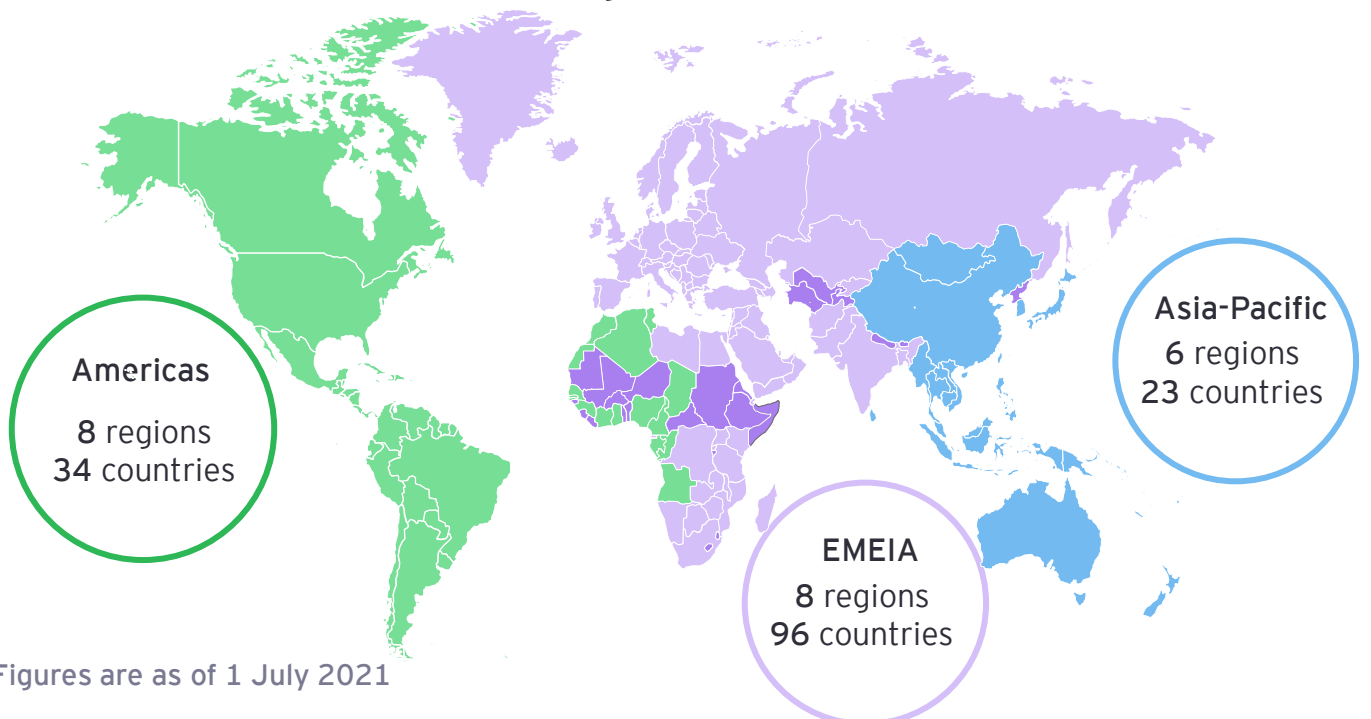 Americas
8 regions
34 countries
Asia-Pacific
6 regions
23 countries
EMEIA
8 regions
96 countries
Figures are as of 1 July 2021